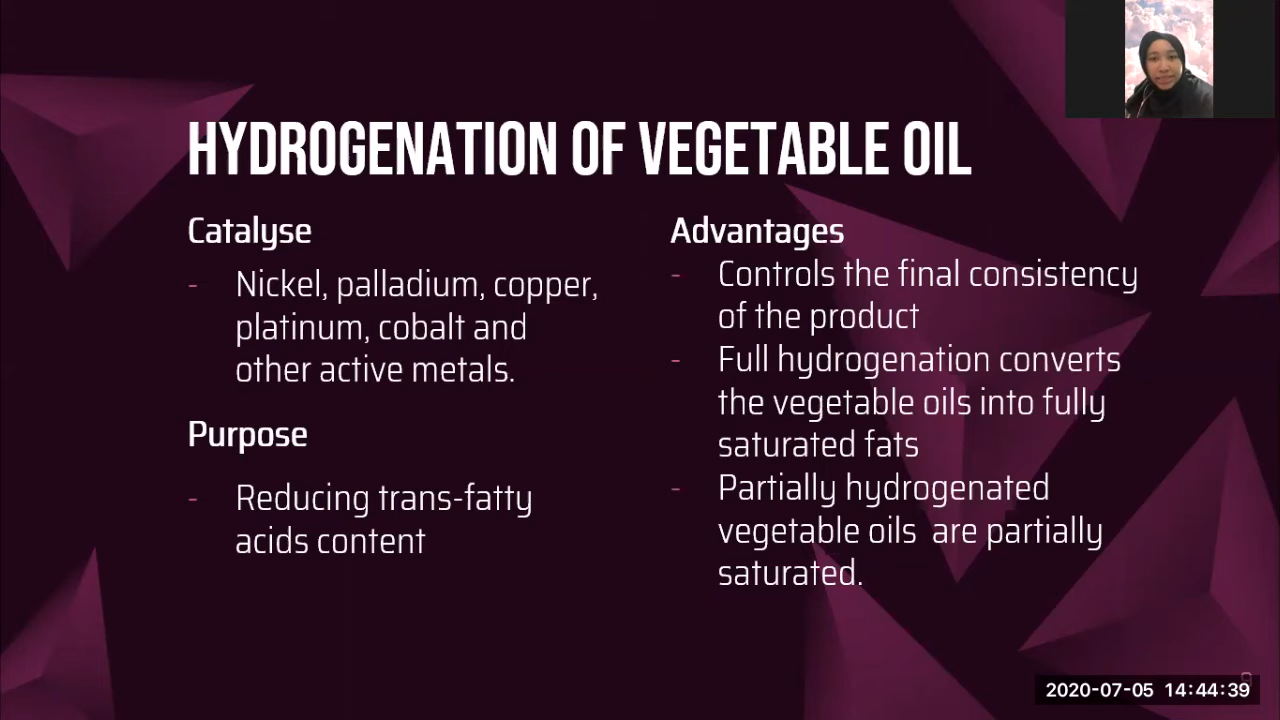 HYDROGENATION OF VEGETABLE OIL
Catalyse
- Nickel, palladium, copper,
platinum, cobalt and
other active metals.
Purpose
- Reducing trans-fatty
acids content
Advantages
- Controls the final consistency
of the product
- Full hydrogenation converts
the vegetable oils into fully
saturated fats
- Partially hydrogenated
vegetable oils are partially
saturated.
2020-07-05 14:44:39